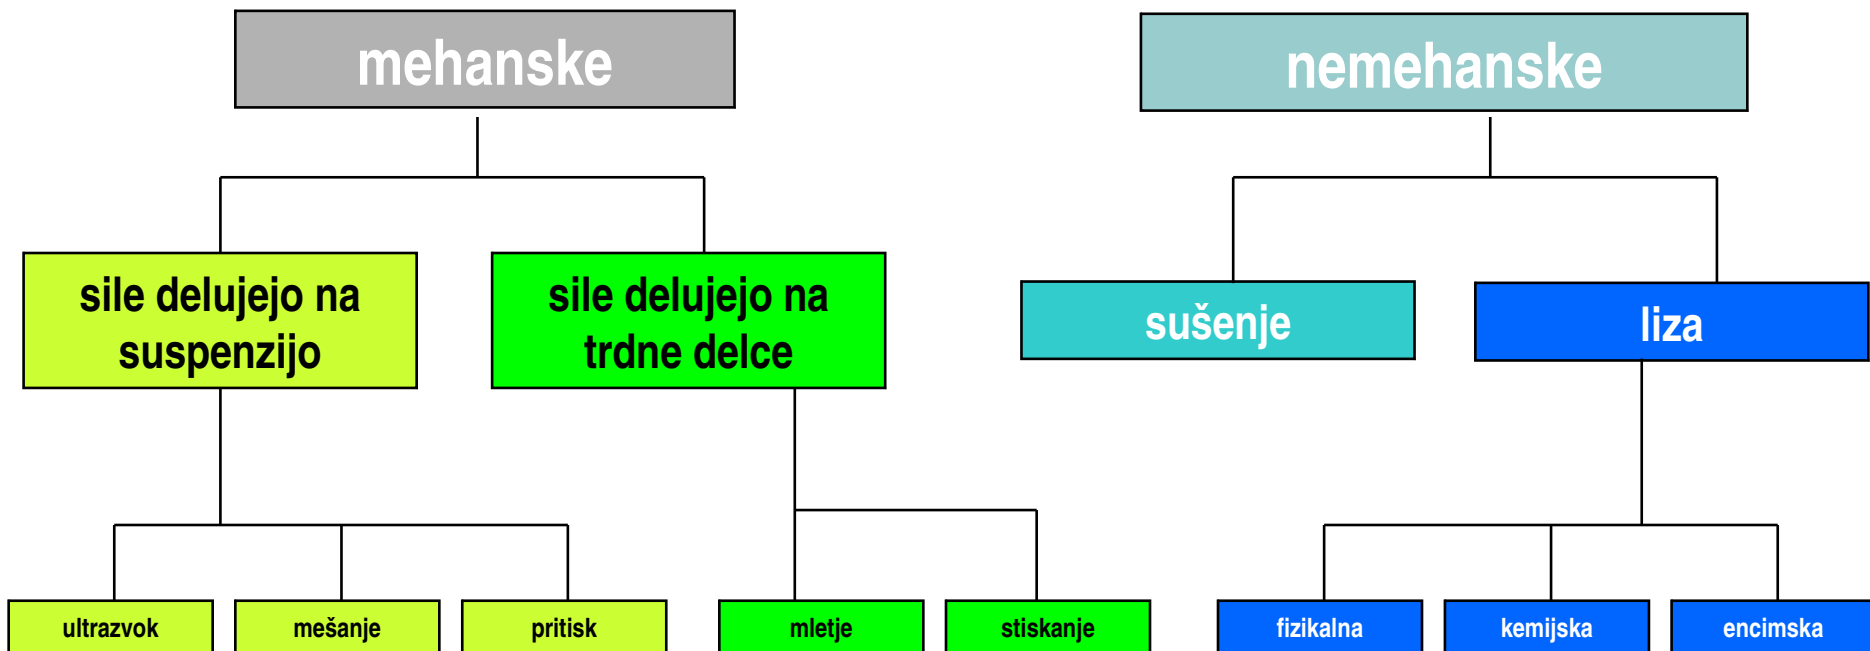 mehanske
nemehanske
sile delujejo na
suspenzijo
sile delujejo na
trdne delce
sušenje
liza
ultrazvok
mešanje
pritisk
mletje
stiskanje
fizikalna
kemijska
encimska